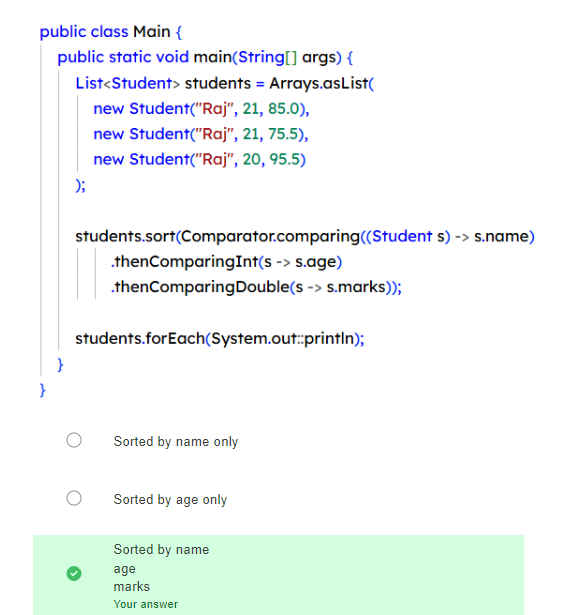 public class Main {
public static void main(String[] args) {
List<Student> students = Arrays.asList(
new Student("Raj", 21, 85.0),
new Student("Raj", 21, 75.5),
new Student("Raj", 20, 95.5)
);
students.sort(Comparator.comparing((Student s) -> s.name)
.thenComparingInt(s -> s.age)
.thenComparingDouble(s -> s.marks));
students.forEach(System.out::println);
}
}
Sorted by name only
Sorted by age only
Sorted by name
age
marks
Your answer